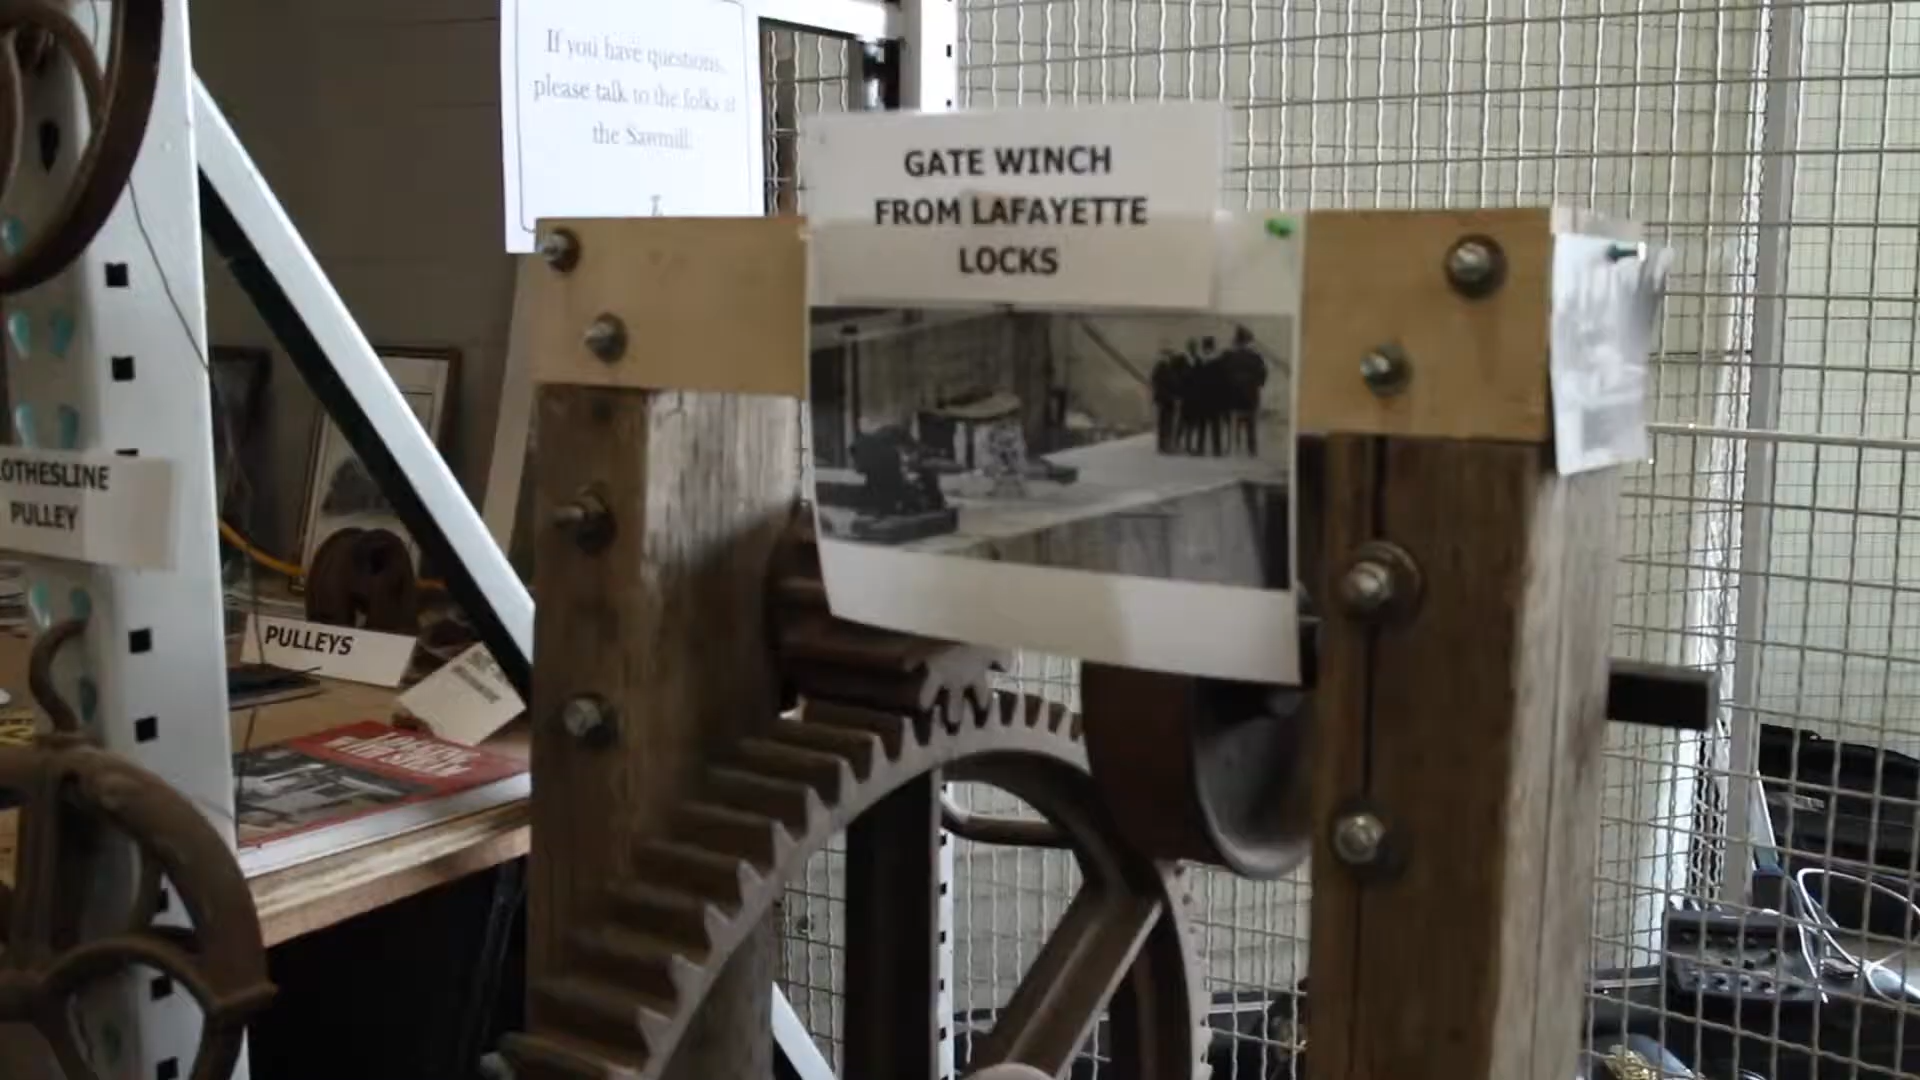 If you have questions,
please talk to the folks at
the Sawmill.
GATE WINCH
FROM LAFAYETTE
LOCKS
OTHESLINE
PULLEY
PULLEYS